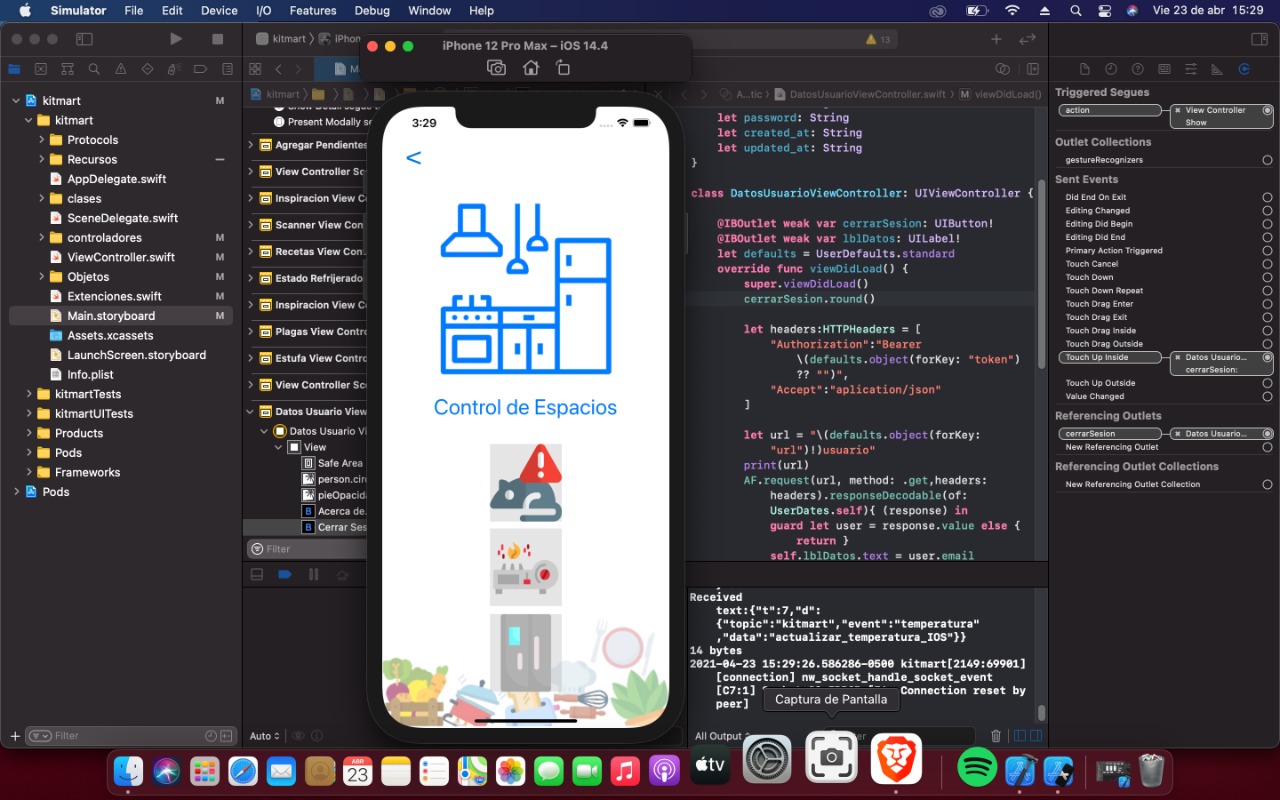 Simulator File Edit Device I/O Features Debug Window Help
Vie 23 de abr 15:29
kitmart
iPhon
13
iPhone 12 Pro Max – iOS 14.4
kitmart M
kitmart
Protocols
Recursos
AppDelegate.swift
clases
SceneDelegate.swift
controladores M
ViewController.swift M
Objetos M
Extenciones.swift M
Main.storyboard M
Assets.xcassets
LaunchScreen.storyboard
Info.plist
kitmartTests
kitmartUITests
Products
Pods
Frameworks
Pods
Filter
kitmart
Present Modally se
Agregar Pendientes
View Controller Sc
Inspiracion View C
Scanner View Con
Recetas View Con
Estado Refrijerado
Inspiracion View C
Plagas View Contro
Estufa View Contro
View Controller Sc
Datos Usuario View
Datos Usuario Vi
View
Safe Area
person.circ
pieOpacida
Acerca de.
Cerrar Ses
Filter
Auto
3:29
<
Control de Espacios
A...tic
DatosUsuarioViewController.swift
M viewDidLoad()
let password: String
let created_at: String
let updated_at: String
}
class DatosUsuarioViewController: UIViewController {
@IBOutlet weak var cerrarSesion: UIButton!
@IBOutlet weak var lblDatos: UILabel!
let defaults = UserDefaults.standard
override func viewDidLoad() {
super.viewDidLoad()
cerrarSesion.round()
let headers:HTTPHeaders = [
"Authorization":"Bearer
\(defaults.object(forKey: "token")
?? "")",
"Accept":"aplication/json"
]
let url = "\(defaults.object(forKey:
"url")!)usuario"
print(url)
AF.request(url, method: .get,headers:
headers).responseDecodable(of:
UserDates.self){ (response) in
guard let user = response.value else {
return }
self.lblDatos.text = user.email
Received
text:{"t":7,"d":
{"topic":"kitmart","event":"temperatura"
,"data":"actualizar_temperatura_IOS"}}
14 bytes
2021-04-23 15:29:26.586286-0500 kitmart[2149:69901]
[connection] nw_socket_handle_socket_event
[C7:1] Connection reset by
peer]
Captura de Pantalla
All Output
Triggered Segues
action
View Controller
Show
Outlet Collections
gestureRecognizers
Sent Events
Did End On Exit
Editing Changed
Editing Did Begin
Editing Did End
Primary Action Triggered
Touch Cancel
Touch Down
Touch Down Repeat
Touch Drag Enter
Touch Drag Exit
Touch Drag Inside
Touch Drag Outside
Touch Up Inside
Datos Usuario...
cerrarSesion:
Touch Up Outside
Value Changed
Referencing Outlets
cerrarSesion
Datos Usuario...
New Referencing Outlet
Referencing Outlet Collections
New Referencing Outlet Collection
ABR
23
tv